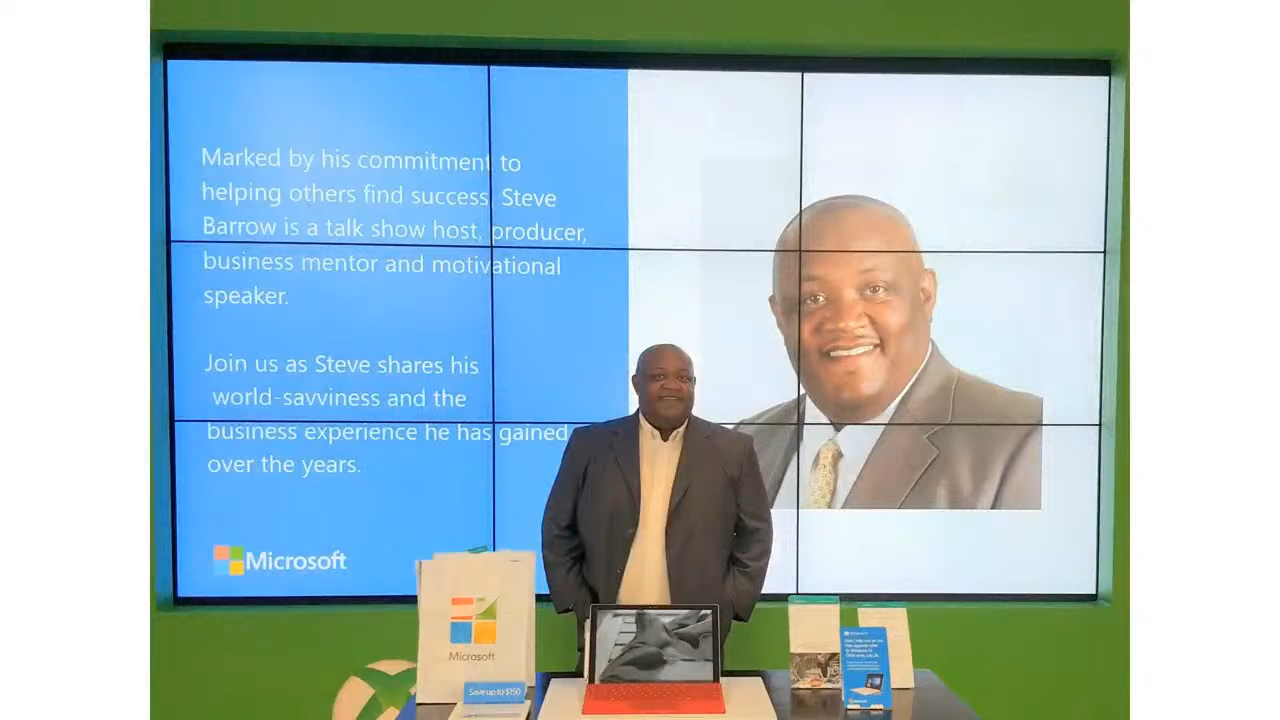 Marked by his commitment to
helping others find success, Steve
Barrow is a talk show host, producer,
business mentor and motivational
speaker.
Join us as Steve shares his
world-savviness and the
business experience he has gained
over the years.
Microsoft
Microsoft
Save up to $150